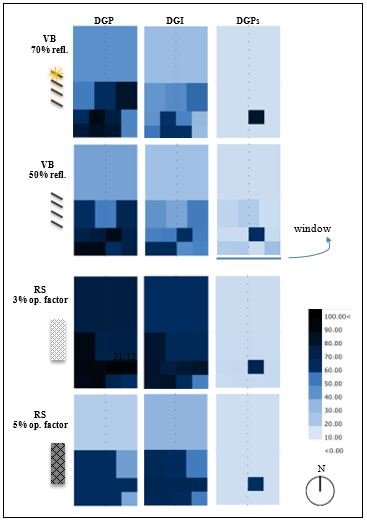 DGP DGI DGPs
VB
70% refl.
VB
50% refl.
window
RS
3% op. factor
21/12
RS
5% op. factor
100.00<
90.00
80.00
70.00
60.00
50.00
40.00
30.00
20.00
10.00
<0.00
N